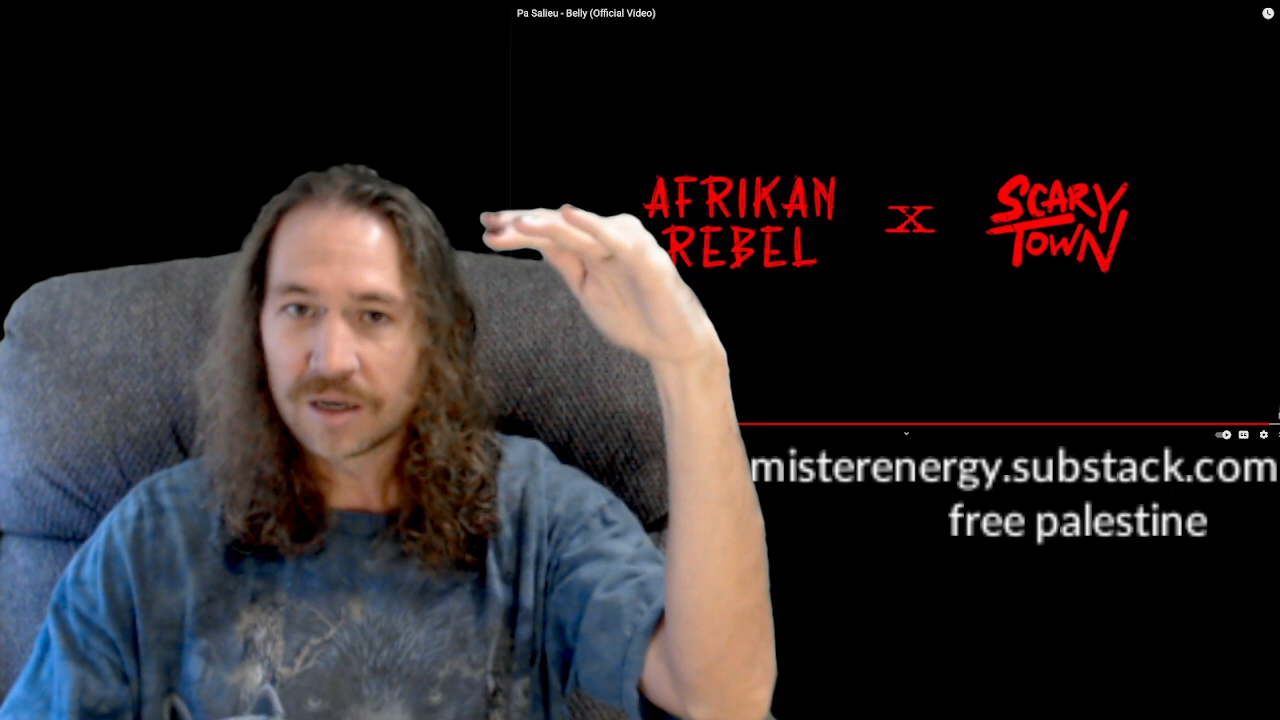 Pa Salieu - Belly (Official Video)
AFRIKAN
REBEL
X
SCARY
TOWN
misterenergy.substack.com
free palestine